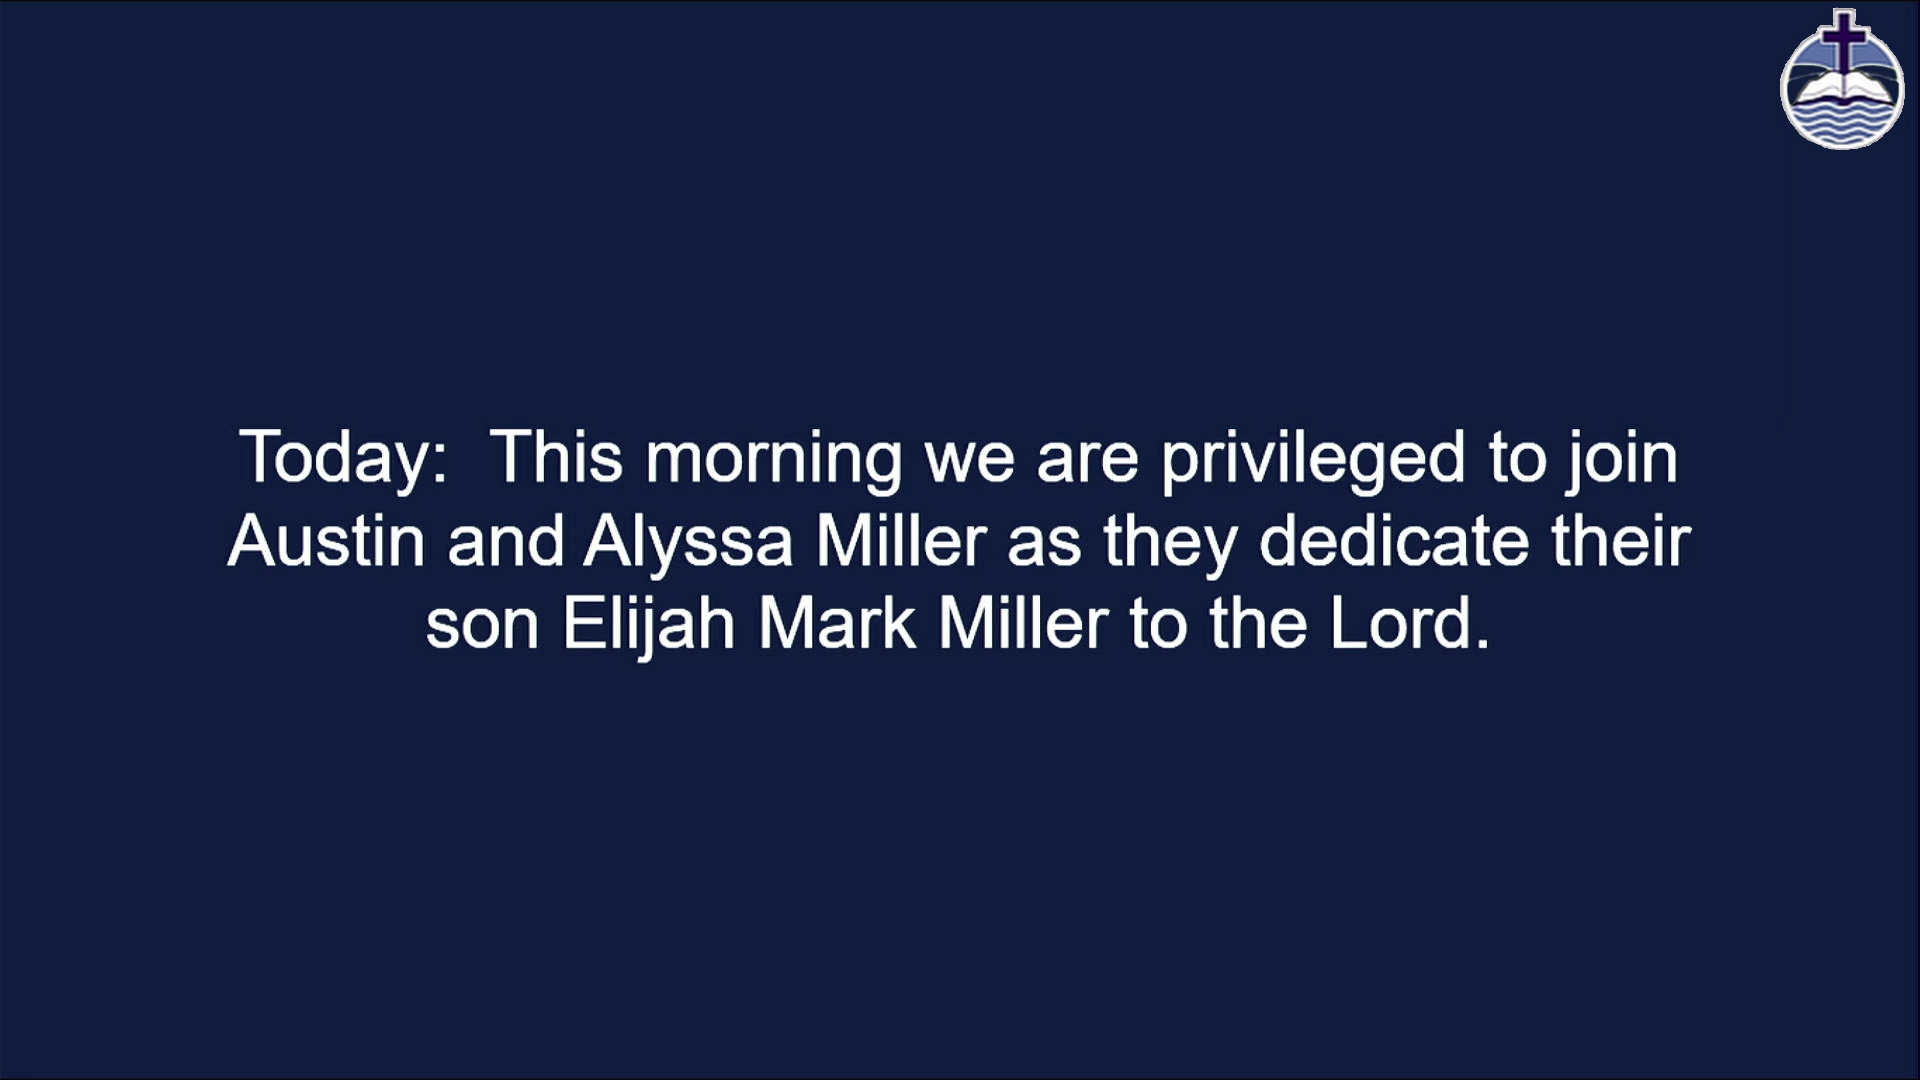 Today:  This morning we are privileged to join
Austin and Alyssa Miller as they dedicate their
son Elijah Mark Miller to the Lord.